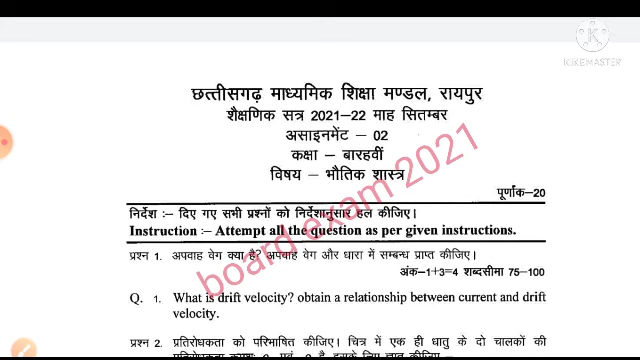 KINEMASTER
छत्तीसगढ़ माध्यमिक शिक्षा मण्डल, रायपुर
शैक्षणिक सत्र 2021–22 माह सितम्बर
असाइनमेंट – 02
कक्षा – बारहवीं
विषय – भौतिक शास्त्र
पूर्णांक–20
board exam 2021
निर्देश :– दिए गए सभी प्रश्नों को निर्देशानुसार हल कीजिए।
Instruction :– Attempt all the question as per given instructions.
प्रश्न 1. अपवाह वेग क्या है? अपवाह वेग और धारा में सम्बन्ध प्राप्त कीजिए।
अंक–1+3=4 शब्दसीमा 75–100
Q. 1. What is drift velocity? obtain a relationship between current and drift
velocity.
प्रश्न 2. प्रतिरोधकता को परिभाषित कीजिए। चित्र में एक ही धातु के दो चालकों की